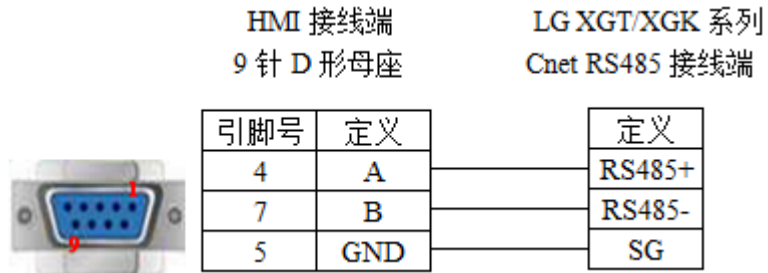 HMI 接线端 LG XGT/XGK 系列
9 针 D 形母座 Cnet RS485 接线端
引脚号 定义 定义
4 A RS485+
1
7 B RS485-
9
5 GND SG